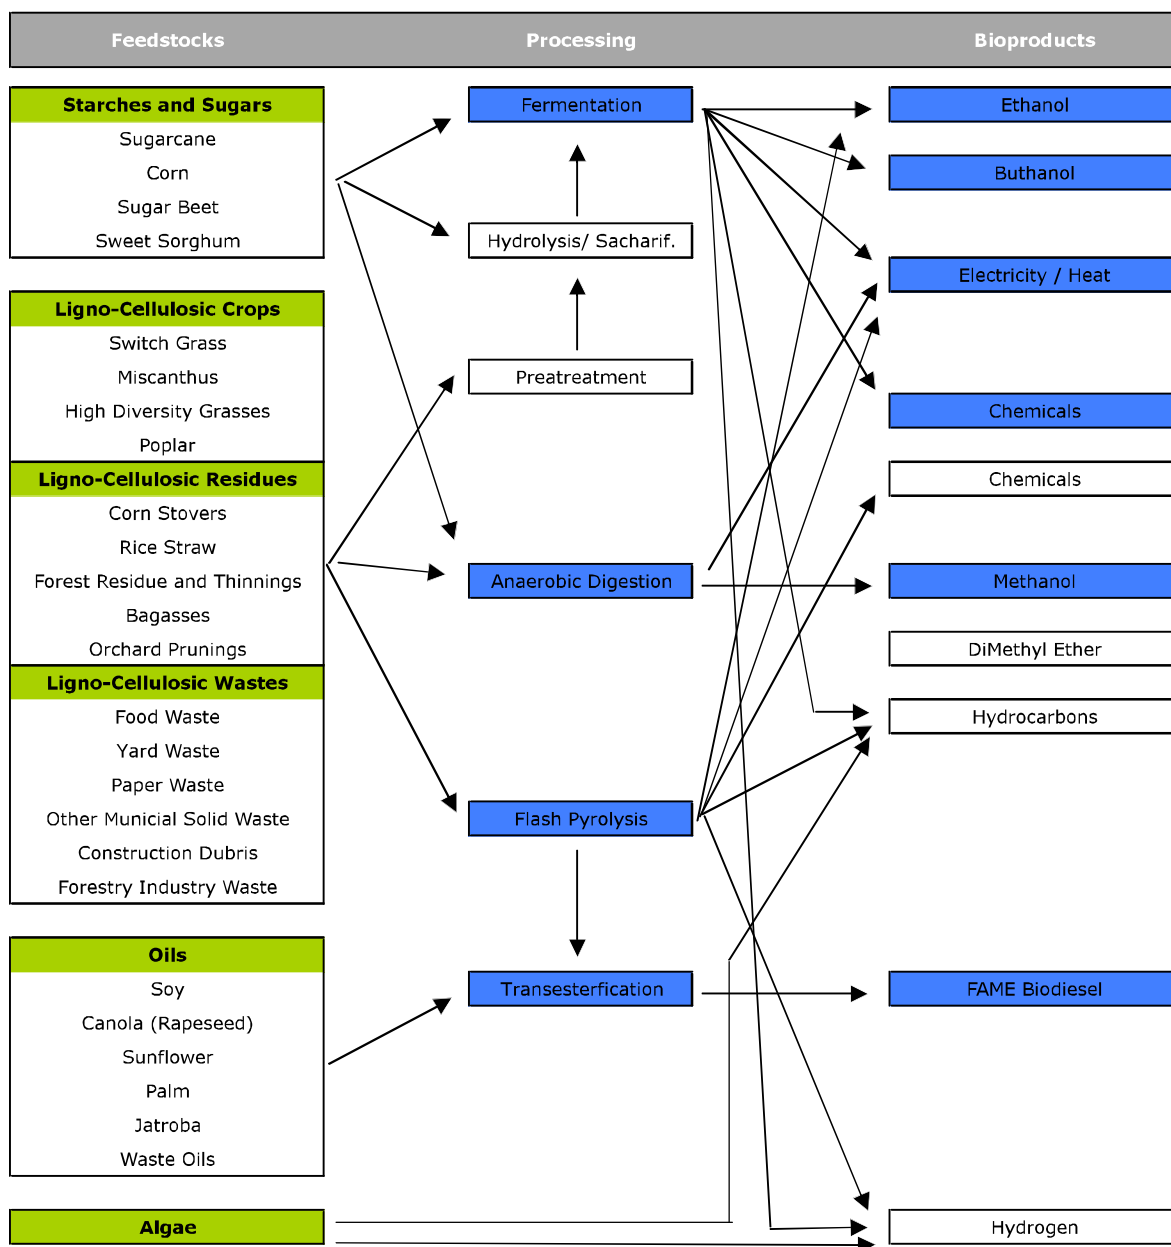 Feedstocks
Processing
Bioproducts
Starches and Sugars
Sugarcane
Corn
Sugar Beet
Sweet Sorghum
Ligno-Cellulosic Crops
Switch Grass
Miscanthus
High Diversity Grasses
Poplar
Ligno-Cellulosic Residues
Corn Stovers
Rice Straw
Forest Residue and Thinnings
Bagasses
Orchard Prunings
Ligno-Cellulosic Wastes
Food Waste
Yard Waste
Paper Waste
Other Municial Solid Waste
Construction Dubris
Forestry Industry Waste
Oils
Soy
Canola (Rapeseed)
Sunflower
Palm
Jatroba
Waste Oils
Algae
Fermentation
Hydrolysis/ Sacharif.
Preatreatment
Anaerobic Digestion
Flash Pyrolysis
Transesterfication
Ethanol
Buthanol
Electricity / Heat
Chemicals
Chemicals
Methanol
DiMethyl Ether
Hydrocarbons
FAME Biodiesel
Hydrogen